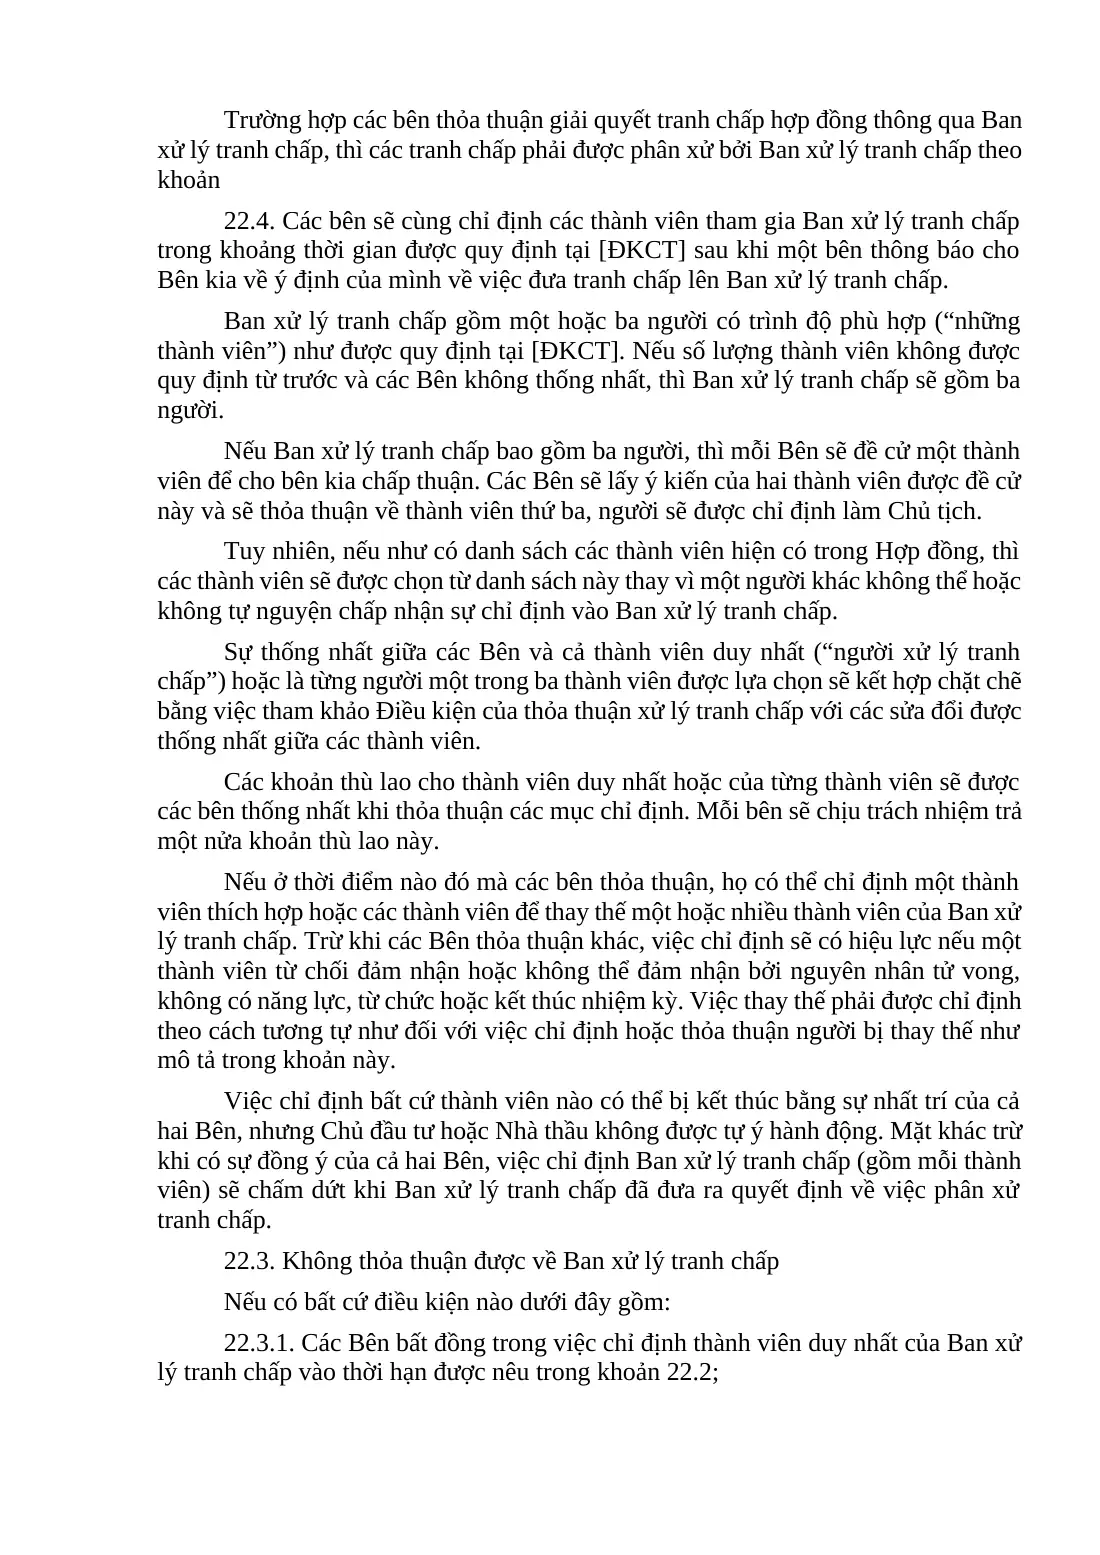 Trường hợp các bên thỏa thuận giải quyết tranh chấp hợp đồng thông qua Ban
xử lý tranh chấp, thì các tranh chấp phải được phân xử bởi Ban xử lý tranh chấp theo
khoản
22.4. Các bên sẽ cùng chỉ định các thành viên tham gia Ban xử lý tranh chấp
trong khoảng thời gian được quy định tại [ĐKCT] sau khi một bên thông báo cho
Bên kia về ý định của mình về việc đưa tranh chấp lên Ban xử lý tranh chấp.
Ban xử lý tranh chấp gồm một hoặc ba người có trình độ phù hợp (“những
thành viên”) như được quy định tại [ĐKCT]. Nếu số lượng thành viên không được
quy định từ trước và các Bên không thống nhất, thì Ban xử lý tranh chấp sẽ gồm ba
người.
Nếu Ban xử lý tranh chấp bao gồm ba người, thì mỗi Bên sẽ đề cử một thành
viên để cho bên kia chấp thuận. Các Bên sẽ lấy ý kiến của hai thành viên được đề cử
này và sẽ thỏa thuận về thành viên thứ ba, người sẽ được chỉ định làm Chủ tịch.
Tuy nhiên, nếu như có danh sách các thành viên hiện có trong Hợp đồng, thì
các thành viên sẽ được chọn từ danh sách này thay vì một người khác không thể hoặc
không tự nguyện chấp nhận sự chỉ định vào Ban xử lý tranh chấp.
Sự thống nhất giữa các Bên và cả thành viên duy nhất (“người xử lý tranh
chấp”) hoặc là từng người một trong ba thành viên được lựa chọn sẽ kết hợp chặt chẽ
bằng việc tham khảo Điều kiện của thỏa thuận xử lý tranh chấp với các sửa đổi được
thống nhất giữa các thành viên.
Các khoản thù lao cho thành viên duy nhất hoặc của từng thành viên sẽ được
các bên thống nhất khi thỏa thuận các mục chỉ định. Mỗi bên sẽ chịu trách nhiệm trả
một nửa khoản thù lao này.
Nếu ở thời điểm nào đó mà các bên thỏa thuận, họ có thể chỉ định một thành
viên thích hợp hoặc các thành viên để thay thế một hoặc nhiều thành viên của Ban xử
lý tranh chấp. Trừ khi các Bên thỏa thuận khác, việc chỉ định sẽ có hiệu lực nếu một
thành viên từ chối đảm nhận hoặc không thể đảm nhận bởi nguyên nhân tử vong,
không có năng lực, từ chức hoặc kết thúc nhiệm kỳ. Việc thay thế phải được chỉ định
theo cách tương tự như đối với việc chỉ định hoặc thỏa thuận người bị thay thế như
mô tả trong khoản này.
Việc chỉ định bất cứ thành viên nào có thể bị kết thúc bằng sự nhất trí của cả
hai Bên, nhưng Chủ đầu tư hoặc Nhà thầu không được tự ý hành động. Mặt khác trừ
khi có sự đồng ý của cả hai Bên, việc chỉ định Ban xử lý tranh chấp (gồm mỗi thành
viên) sẽ chấm dứt khi Ban xử lý tranh chấp đã đưa ra quyết định về việc phân xử
tranh chấp.
22.3. Không thỏa thuận được về Ban xử lý tranh chấp
Nếu có bất cứ điều kiện nào dưới đây gồm:
22.3.1. Các Bên bất đồng trong việc chỉ định thành viên duy nhất của Ban xử
lý tranh chấp vào thời hạn được nêu trong khoản 22.2;